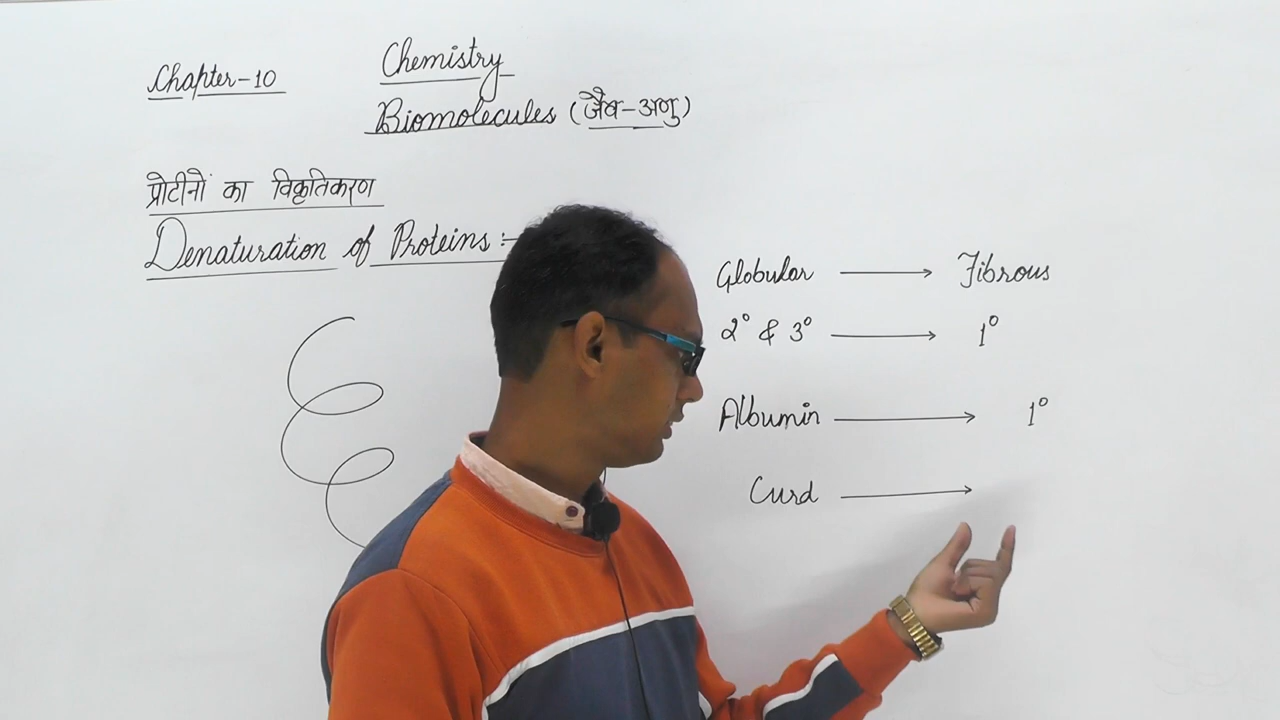 Chapter-10
Chemistry
Biomolecules (जैव-अणु)
प्रोटीनों का विकृतिकरण
Denaturation of Proteins :-
Globular ⟶ Fibrous
2° & 3° ⟶ 1°
Albumin ⟶ 1°
Curd ⟶